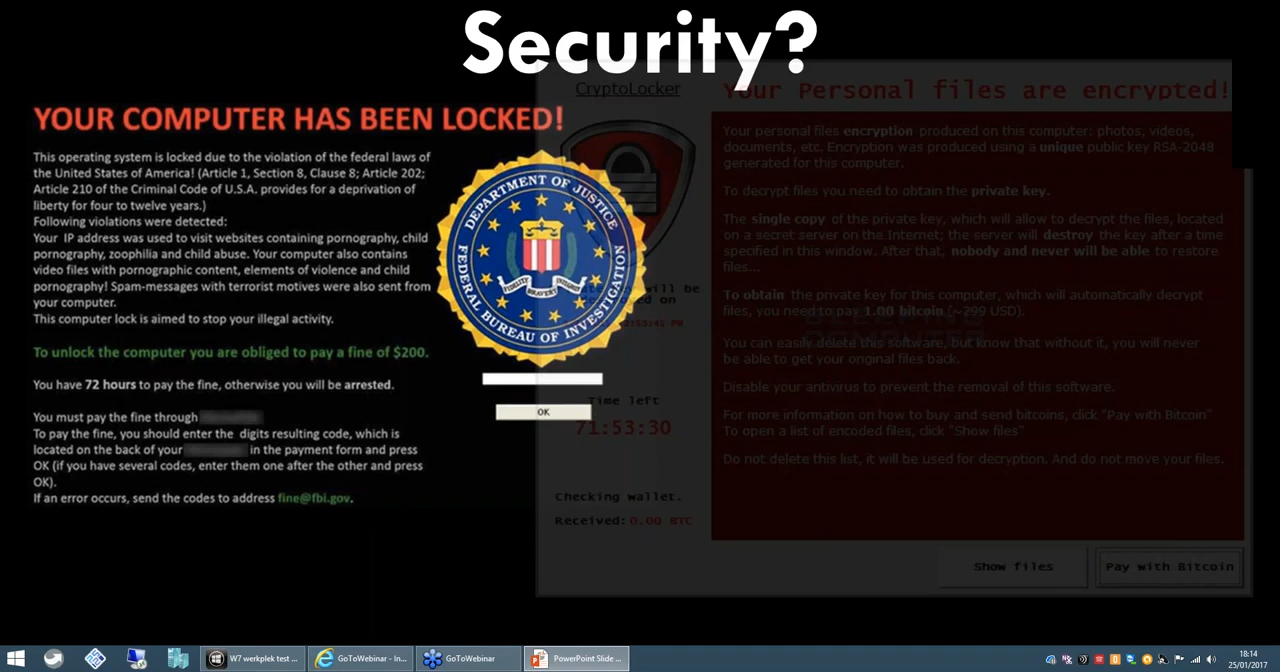 Security?
YOUR COMPUTER HAS BEEN LOCKED!
This operating system is locked due to the violation of the federal laws of
the United States of America! (Article 1, Section 8, Clause 8; Article 202;
Article 210 of the Criminal Code of U.S.A. provides for a deprivation of
liberty for four to twelve years.)
Following violations were detected:
Your IP address was used to visit websites containing pornography, child
pornography, zoophilia and child abuse. Your computer also contains
video files with pornographic content, elements of violence and child
pornography! Spam-messages with terrorist motives were also sent from
your computer.
This computer lock is aimed to stop your illegal activity.
To unlock the computer you are obliged to pay a fine of $200.
You have 72 hours to pay the fine, otherwise you will be arrested.
You must pay the fine through
To pay the fine, you should enter the digits resulting code, which is
located on the back of your in the payment form and press
OK (if you have several codes, enter them one after the other and press
OK).
If an error occurs, send the codes to address fine@fbi.gov.
DEPARTMENT OF JUSTICE
FEDERAL BUREAU OF INVESTIGATION
FIDELITY BRAVERY INTEGRITY
OK
CryptoLocker
Your Personal files are encrypted!
Your personal files encryption produced on this computer: photos, videos,
documents, etc. Encryption was produced using a unique public key RSA-2048
generated for this computer.
To decrypt files you need to obtain the private key.
The single copy of the private key, which will allow to decrypt the files, located
on a secret server on the Internet; the server will destroy the key after a time
specified in this window. After that, nobody and never will be able to restore
files...
To obtain the private key for this computer, which will automatically decrypt
files, you need to pay 1.00 bitcoin (~299 USD).
You can easily delete this software, but know that without it, you will never
be able to get your original files back.
Disable your antivirus to prevent the removal of this software.
For more information on how to buy and send bitcoins, click "Pay with Bitcoin"
To open a list of encoded files, click "Show files"
Do not delete this list, it will be used for decryption. And do not move your files.
will be
on
PM
Time left
71:53:30
Checking wallet.
Received: 0.00 BTC
Show files
Pay with Bitcoin
W7 werkplek test ...
GoToWebinar - In...
GoToWebinar
PowerPoint Slide ...
18:14
25/01/2017